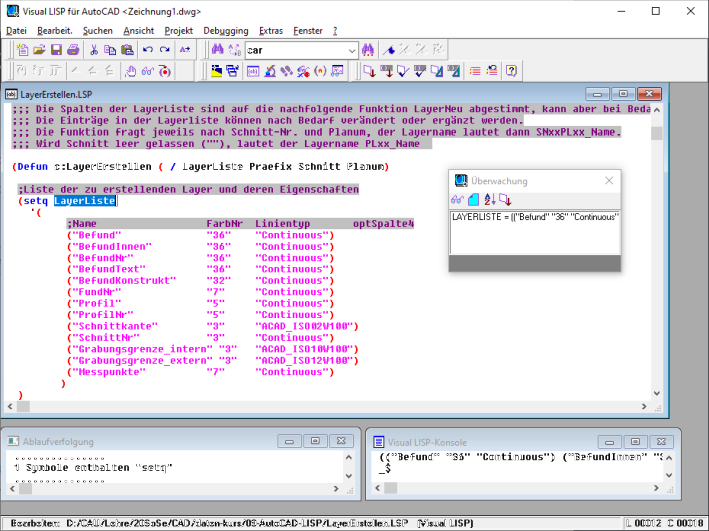 Visual LISP für AutoCAD <Zeichnung1.dwg>
Datei Bearbeiten Suchen Ansicht Projekt Debugging Extras Fenster ?
car
LayerErstellen.LSP
;;; Die Spalten der LayerListe sind auf die nachfolgende Funktion LayerNeu abgestimmt, kann aber bei Beda
;;; Die Einträge in der Layerliste können nach Bedarf verändert oder ergänzt werden.
;;; Die Funktion fragt jeweils nach Schnitt-Nr. und Planum, der Layername lautet dann SNxxPLxx_Name.
;;; Wird Schnitt leer gelassen (""), lautet der Layername PLxx_Name
(Defun c:LayerErstellen ( / LayerListe Praefix Schnitt Planum)
;Liste der zu erstellenden Layer und deren Eigenschaften
(setq LayerListe
'(
;Name FarbNr Linientyp optSpalte4
("Befund" "36" "Continuous")
("BefundInnen" "36" "Continuous")
("BefundNr" "36" "Continuous")
("BefundText" "36" "Continuous")
("BefundKonstrukt" "32" "Continuous")
("FundNr" "7" "Continuous")
("Profil" "5" "Continuous")
("ProfilNr" "5" "Continuous")
("Schnittkante" "3" "ACAD_ISO02W100")
("SchnittNr" "3" "Continuous")
("Grabungsgrenze_intern" "3" "ACAD_ISO10W100")
("Grabungsgrenze_extern" "3" "ACAD_ISO12W100")
("Messpunkte" "7" "Continuous")
)
)
Überwachung
LAYERLISTE = (("Befund" "36" "Continuous"
Ablaufverfolgung
...............
1 Symbole enthalten "setq"
...............
Visual LISP-Konsole
(("Befund" "36" "Continuous") ("BefundInnen" "3
_$
Bearbeiten: D:/CAD/Lehre/20SoSe/CAD/daten-kurs/08-AutoCAD-LISP/LayerErstellen.LSP (Visual LISP)
L 00012 C 00018